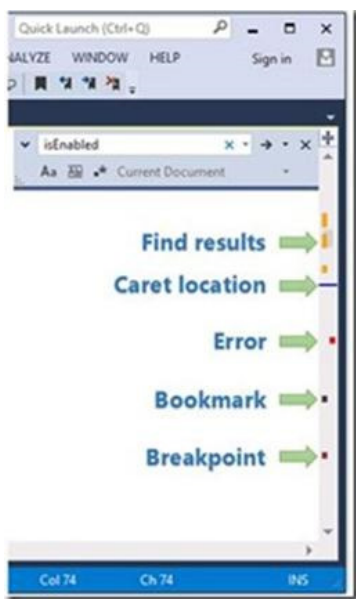 Quick Launch (Ctrl+Q)
ALYZE WINDOW HELP Sign in
isEnabled
Aa Current Document
Find results
Caret location
Error
Bookmark
Breakpoint
Col 74 Ch 74 INS